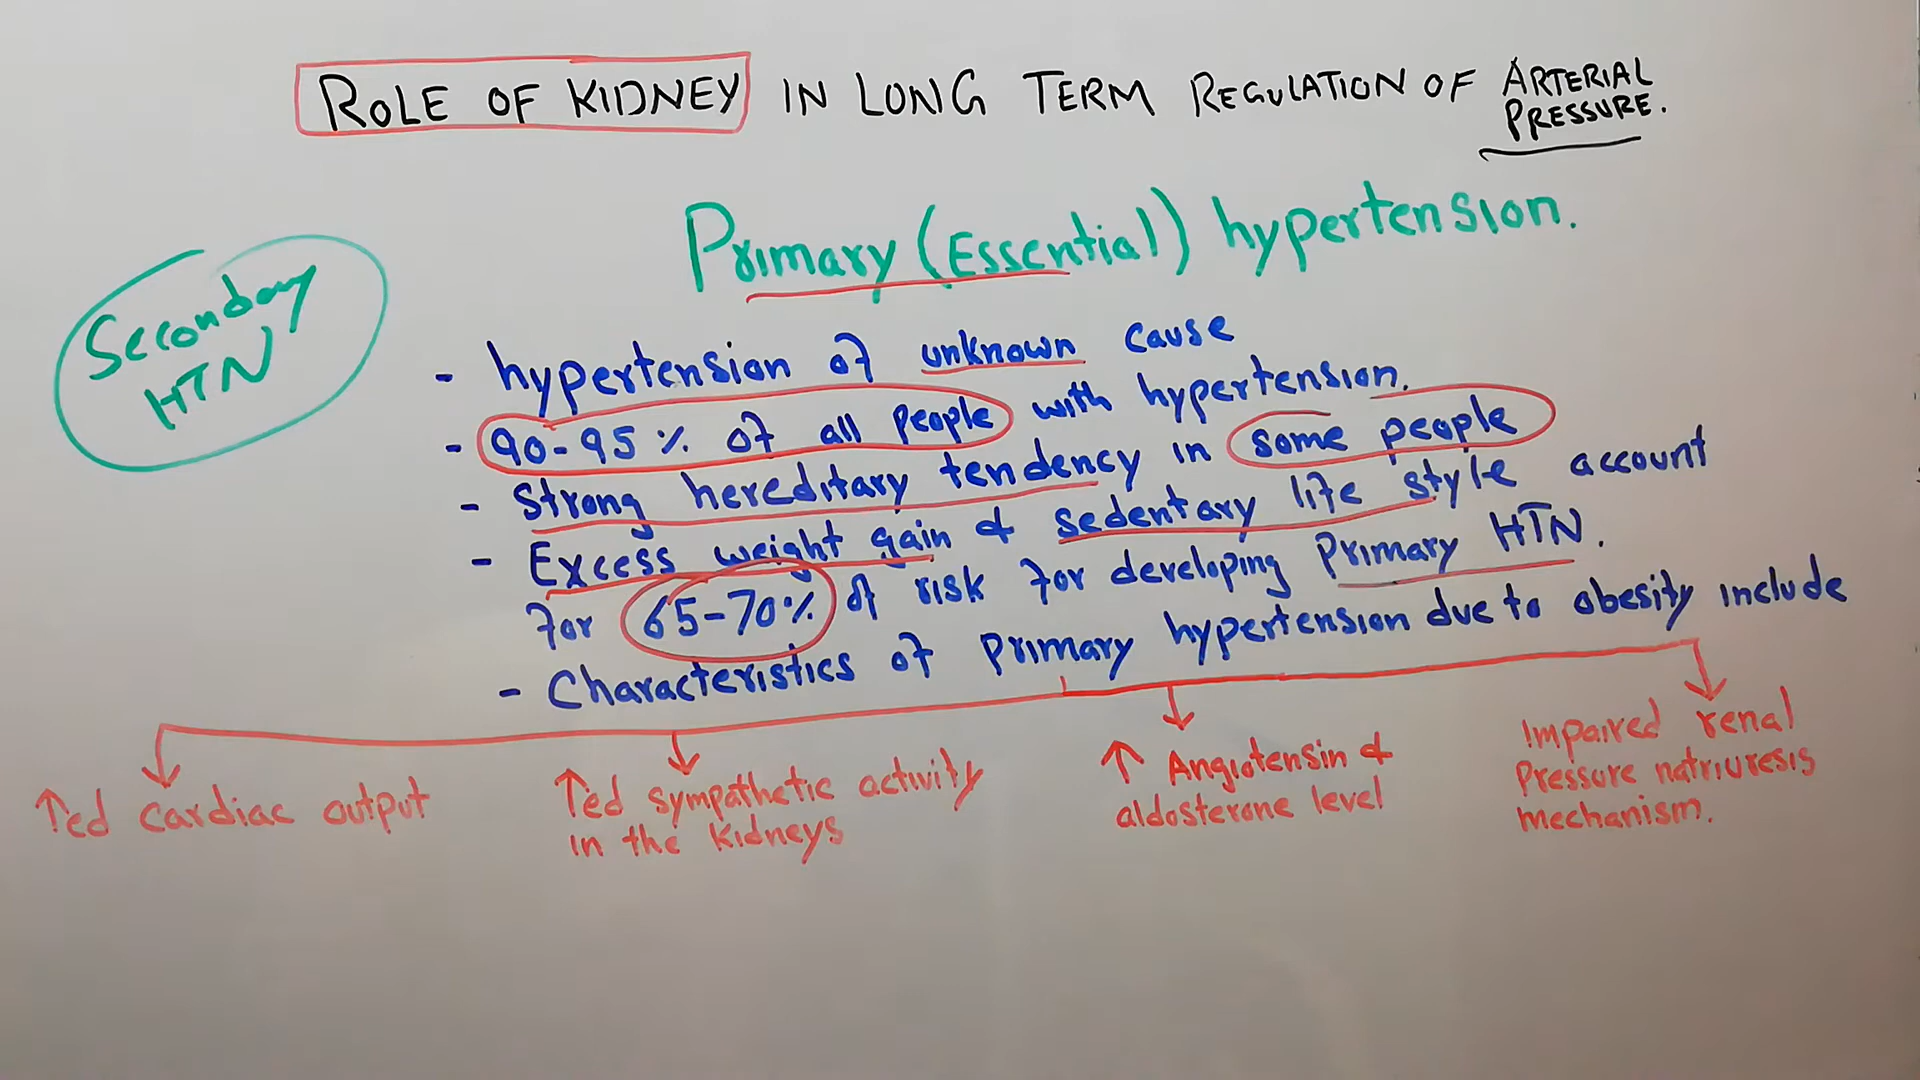 ROLE OF KIDNEY IN LONG TERM REGULATION OF ARTERIAL PRESSURE.
Primary (Essential) hypertension.
Seconday HTN
- hypertension of unknown cause
- 90-95% of all people with hypertension.
- Strong hereditary tendency in some people
- Excess weight gain & sedentary life style account
for 65-70% of risk for developing Primary HTN.
- Characteristics of primary hypertension due to obesity include
↑ed cardiac output
↑ed sympathetic activity
in the kidneys
↑ Angiotensin &
aldosterone level
Impaired renal
Pressure natriuresis
mechanism.